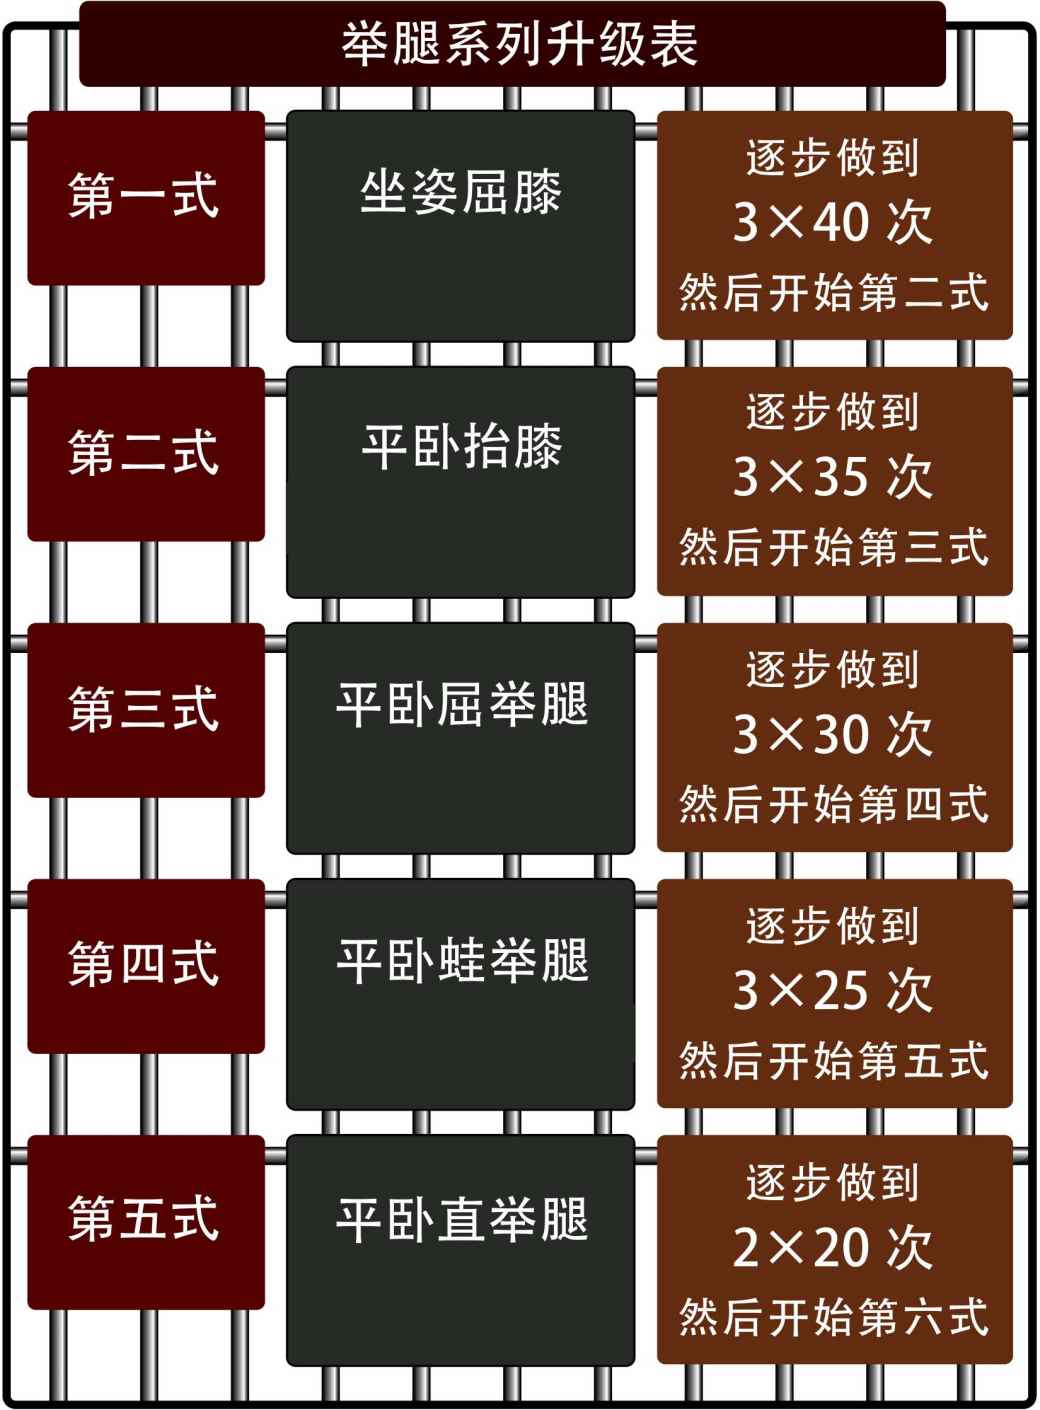 举腿系列升级表
第一式
坐姿屈膝
逐步做到
3×40 次
然后开始第二式
第二式
平卧抬膝
逐步做到
3×35 次
然后开始第三式
第三式
平卧屈举腿
逐步做到
3×30 次
然后开始第四式
第四式
平卧蛙举腿
逐步做到
3×25 次
然后开始第五式
第五式
平卧直举腿
逐步做到
2×20 次
然后开始第六式